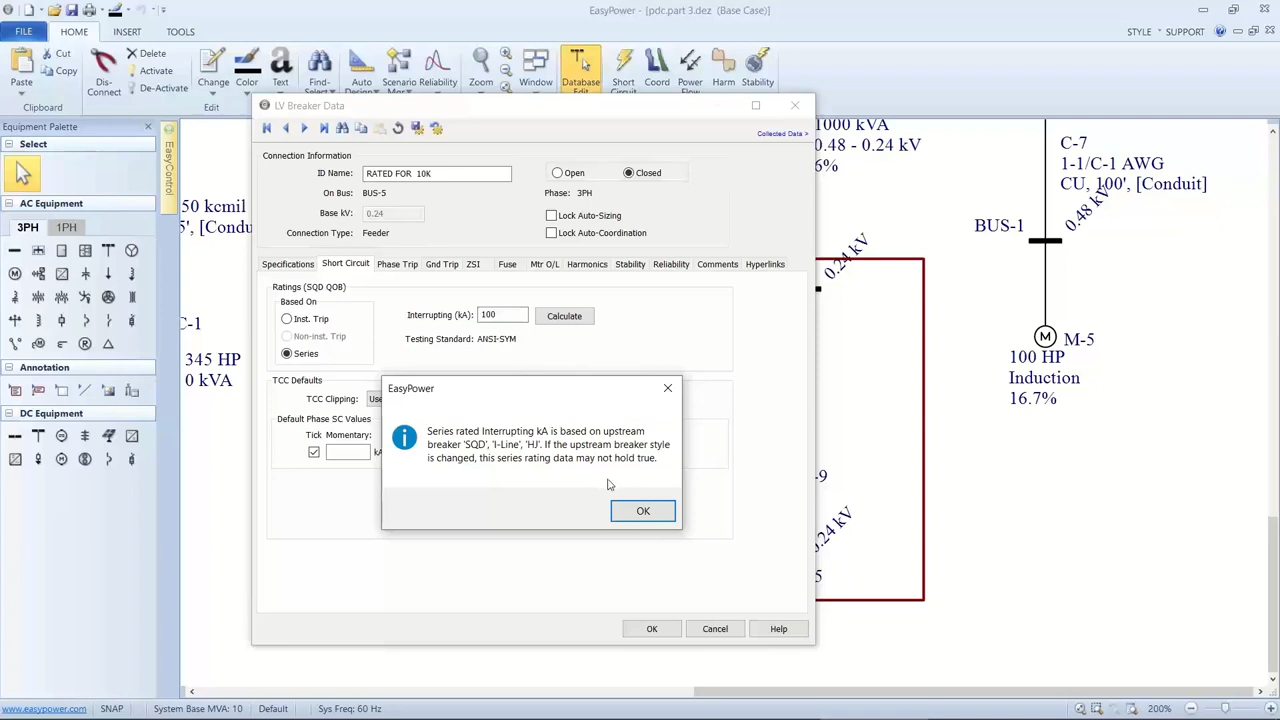 EasyPower - [pdc.part 3.dez (Base Case)]
FILE HOME INSERT TOOLS STYLE SUPPORT
Paste Cut Copy Clipboard
Dis-Connect Delete Activate De-Activate
Change Color Text Find-Select Edit
Auto Design Scenario Mgr Reliability
Zoom Window Database Edit
Short Circuit Coord Power Flow Harm Stability
Equipment Palette
Select
AC Equipment
3PH 1PH
Annotation
DC Equipment
EasyControl
LV Breaker Data
Collected Data >
Connection Information
ID Name: RATED FOR 10K
Open Closed
On Bus: BUS-5
Phase: 3PH
Base kV: 0.24
Lock Auto-Sizing
Connection Type: Feeder
Lock Auto-Coordination
Specifications Short Circuit Phase Trip Gnd Trip ZSI Fuse Mtr O/L Harmonics Stability Reliability Comments Hyperlinks
Ratings (SQD QOB)
Based On
Inst. Trip
Non-inst. Trip
Series
Interrupting (kA): 100 Calculate
Testing Standard: ANSI-SYM
TCC Defaults
TCC Clipping: Use
Default Phase SC Values
Tick Momentary:
EasyPower
Series rated Interrupting kA is based on upstream
breaker 'SQD', 'I-Line', 'HJ'. If the upstream breaker style
is changed, this series rating data may not hold true.
OK
OK Cancel Help
50 kcmil
5', [Condu
C-1
345 HP
0 kVA
1000 kVA
0.48 - 0.24 kV
6%
0.24 kV
-9
0.24 kV
5
C-7
1-1/C-1 AWG
CU, 100', [Conduit]
0.48 kV
BUS-1
M
M-5
100 HP
Induction
16.7%
www.easypower.com SNAP System Base MVA: 10 Default Sys Freq: 60 Hz 200%